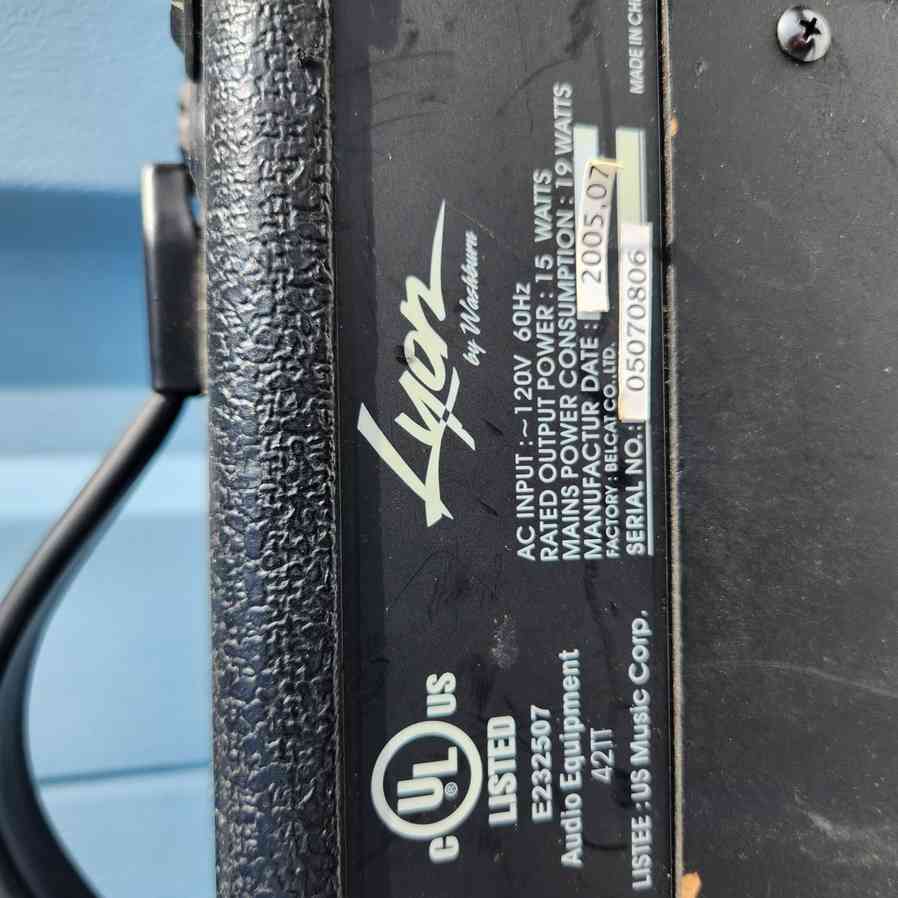 Lyon
by Washburn
AC INPUT : ~ 120V 60Hz
RATED OUTPUT POWER : 15 WATTS
MAINS POWER CONSUMPTION : 19 WATTS
MANUFACTUR DATE : 2005.07
FACTORY : BELCAT CO., LTD.
SERIAL NO. : 05070806
MADE IN
C UL US
®
LISTED
E232507
Audio Equipment
42TT
LISTEE : US Music Corp.